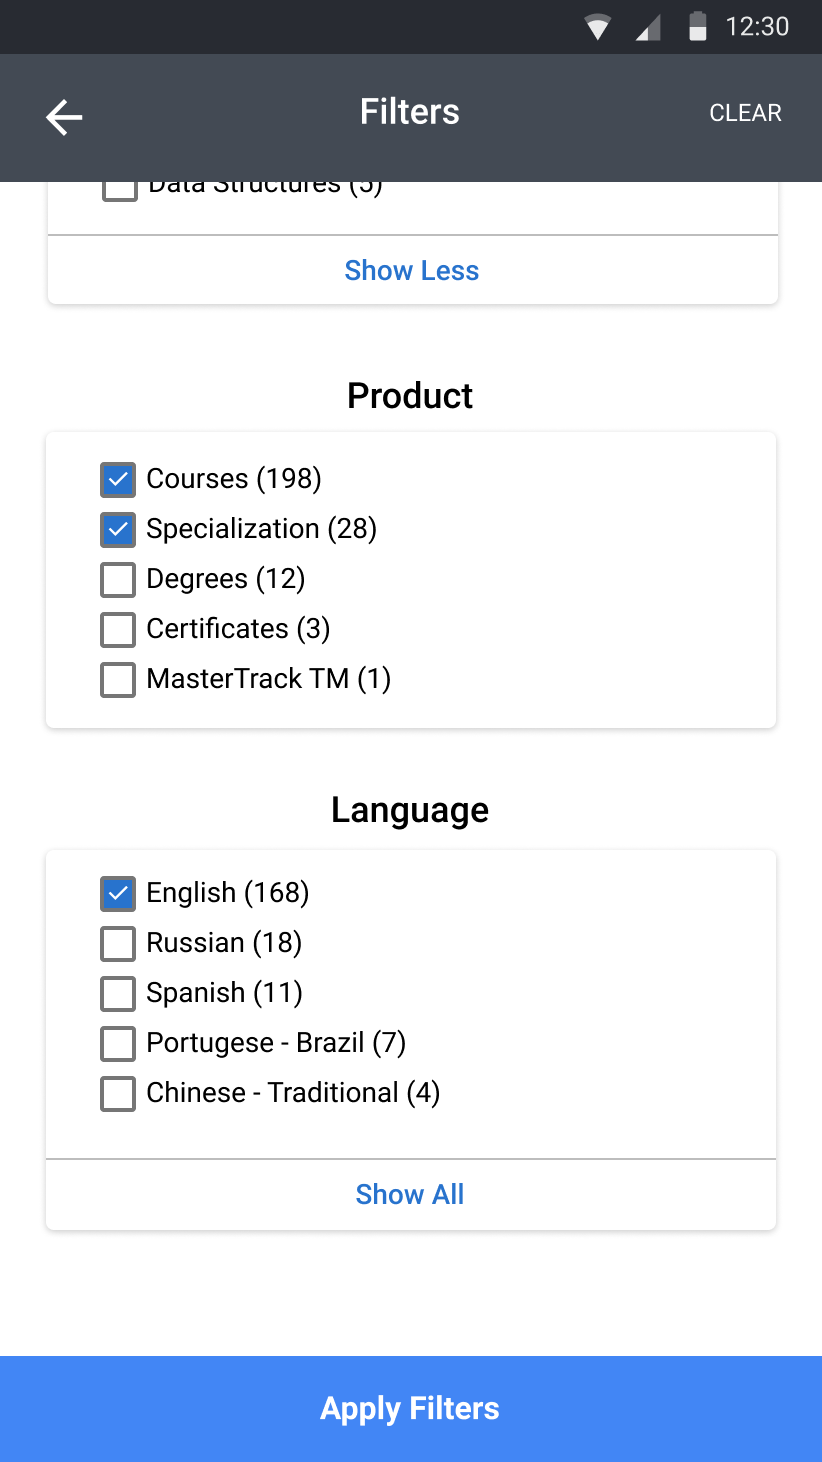 12:30
Filters
CLEAR
Data Structures (5)
Show Less
Product
Courses (198)
Specialization (28)
Degrees (12)
Certificates (3)
MasterTrack TM (1)
Language
English (168)
Russian (18)
Spanish (11)
Portugese - Brazil (7)
Chinese - Traditional (4)
Show All
Apply Filters